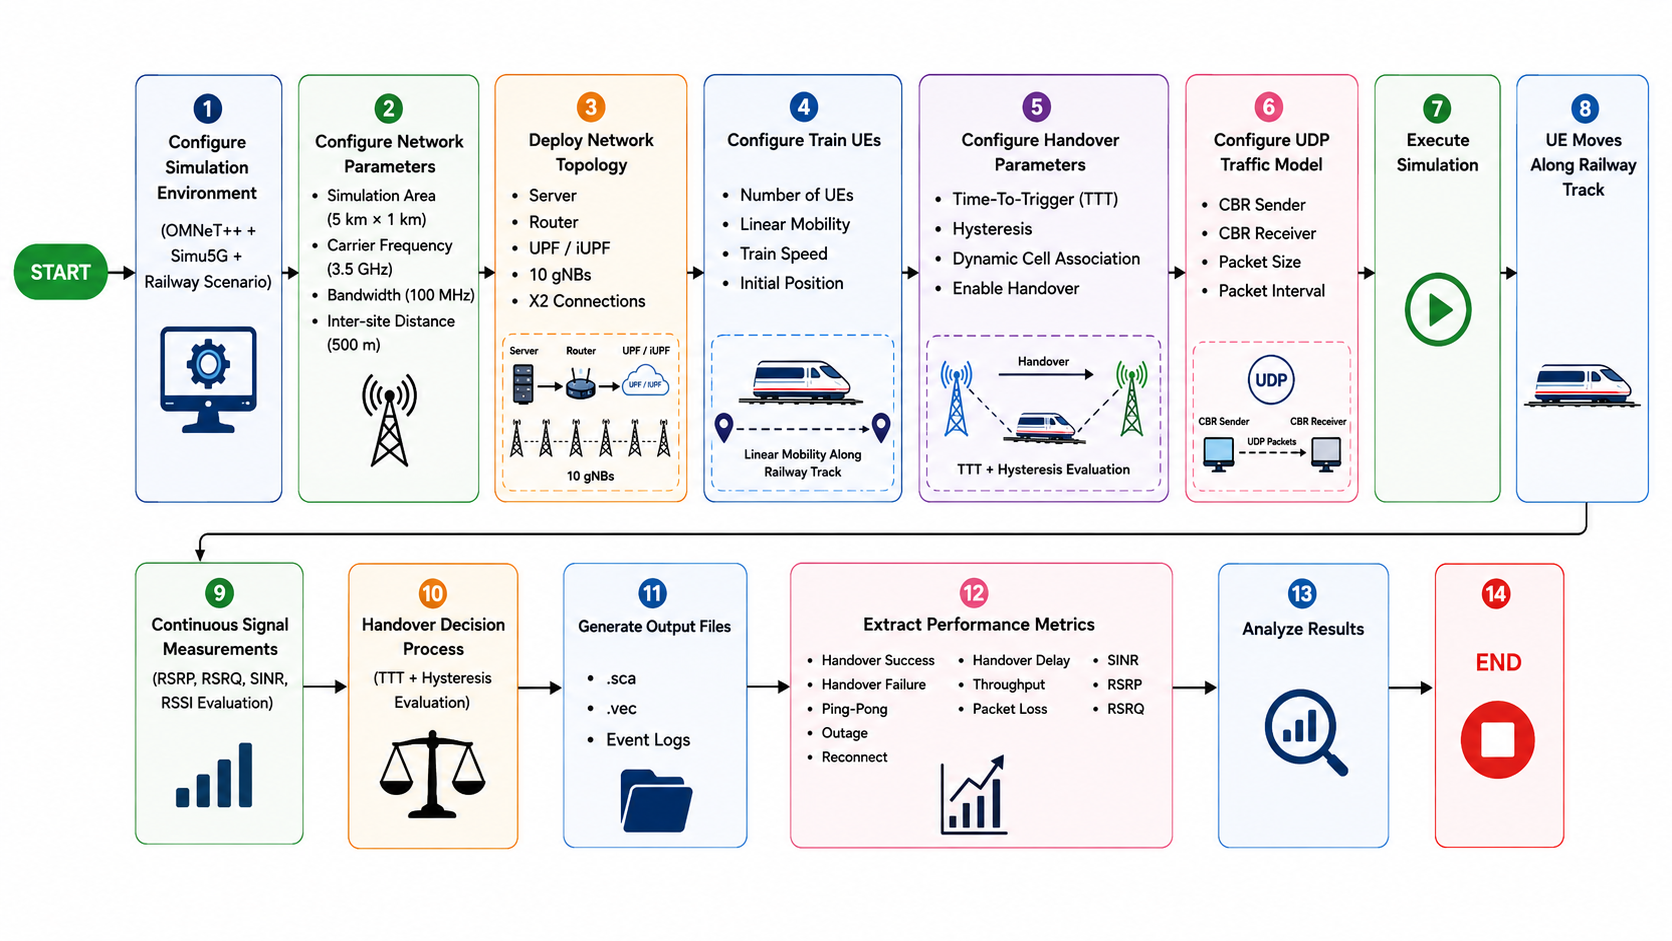 START
1
Configure
Simulation
Environment
(OMNeT++ +
Simu5G +
Railway Scenario)
2
Configure Network
Parameters
• Simulation Area
(5 km × 1 km)
• Carrier Frequency
(3.5 GHz)
• Bandwidth (100 MHz)
• Inter-site Distance
(500 m)
3
Deploy Network
Topology
• Server
• Router
• UPF / iUPF
• 10 gNBs
• X2 Connections
Server Router UPF / iUPF
UPF / IUPF
10 gNBs
4
Configure Train UEs
• Number of UEs
• Linear Mobility
• Train Speed
• Initial Position
Linear Mobility Along
Railway Track
5
Configure Handover
Parameters
• Time-To-Trigger (TTT)
• Hysteresis
• Dynamic Cell Association
• Enable Handover
Handover
TTT + Hysteresis Evaluation
6
Configure UDP
Traffic Model
• CBR Sender
• CBR Receiver
• Packet Size
• Packet Interval
UDP
CBR Sender CBR Receiver
UDP Packets
7
Execute
Simulation
8
UE Moves
Along Railway
Track
9
Continuous Signal
Measurements
(RSRP, RSRQ, SINR,
RSSI Evaluation)
10
Handover Decision
Process
(TTT + Hysteresis
Evaluation)
11
Generate Output Files
• .sca
• .vec
• Event Logs
12
Extract Performance Metrics
• Handover Success
• Handover Failure
• Ping-Pong
• Outage
• Reconnect
• Handover Delay
• Throughput
• Packet Loss
• SINR
• RSRP
• RSRQ
13
Analyze Results
14
END